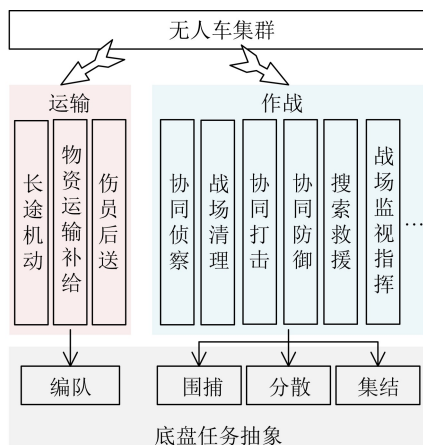 无人车集群
运输
作战
长途机动
物资运输补给
伤员后送
协同侦察
战场清理
协同打击
协同防御
搜索救援
战场监视指挥
…
编队
围捕
分散
集结
底盘任务抽象